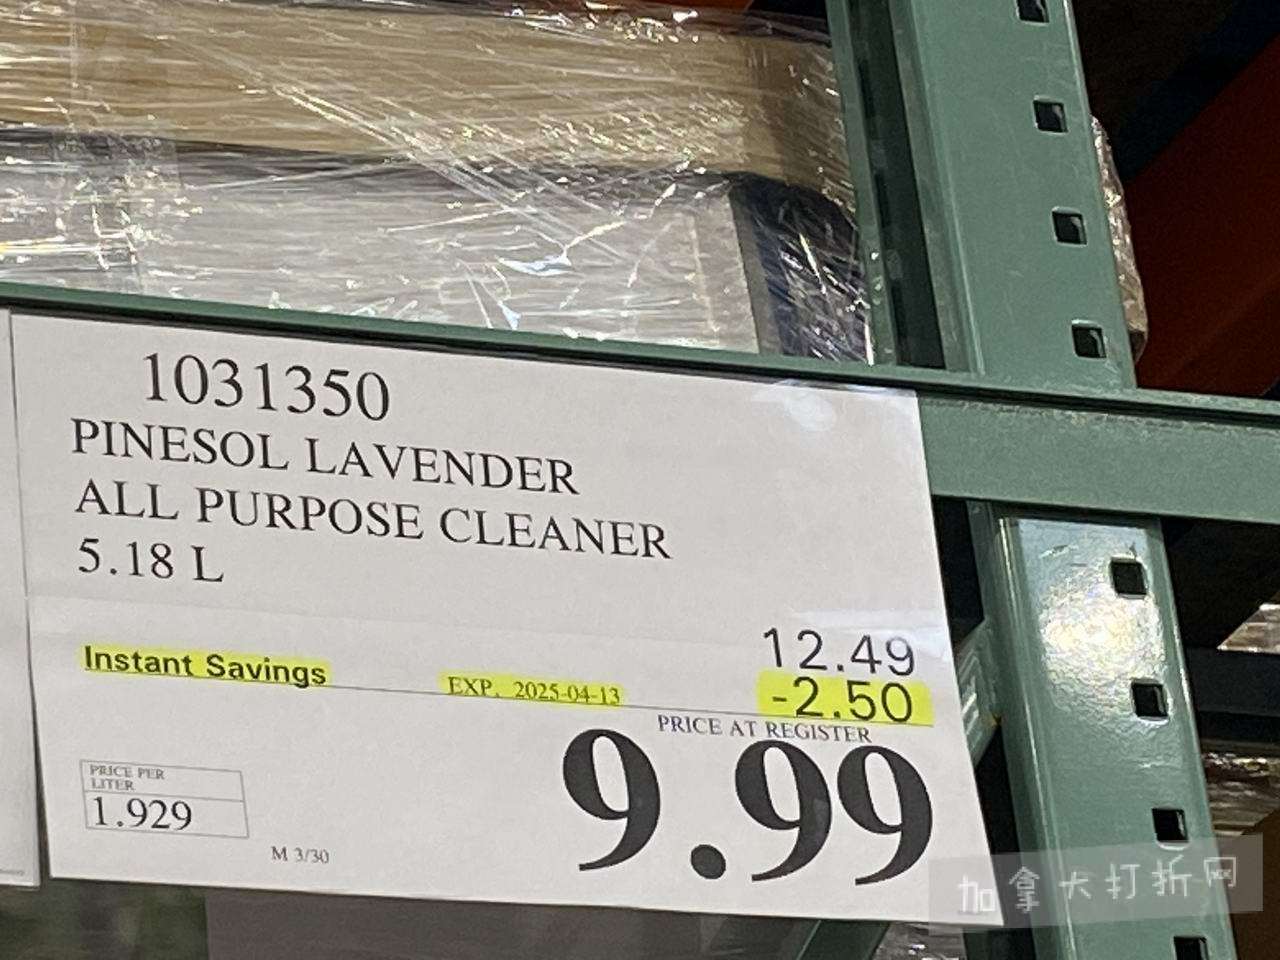 1031350
PINESOL LAVENDER
ALL PURPOSE CLEANER
5.18 L
12.49
Instant Savings EXP. 2025-04-13 -2.50
PRICE AT REGISTER
9.99
PRICE PER
LITER
1.929
M 3/30
加拿大打折网